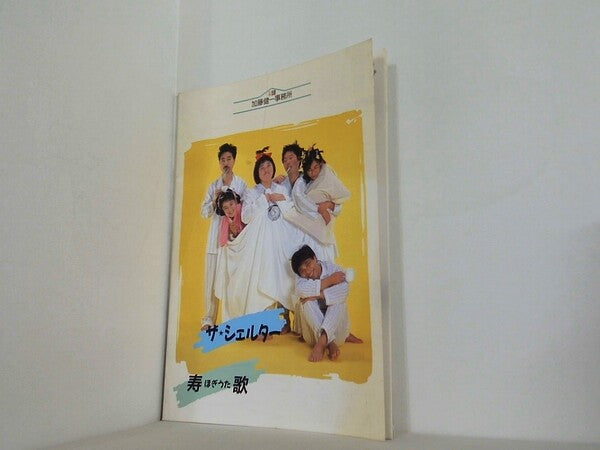 加藤健一事務所
ザ・シェルター
寿 ほぎうた 歌